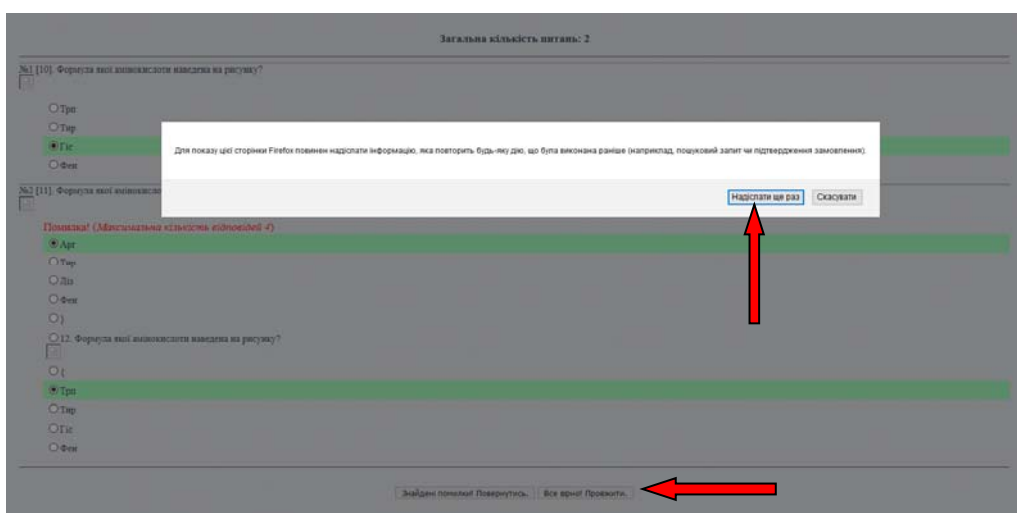 Загальна кількість питань: 2
№1 [10]. Формула якої амінокислоти наведена на рисунку?
Трп
Тир
Гіс
Фен
Для показу цієї сторінки Firefox повинен надіслати інформацію, яка повторить будь-яку дію, що була виконана раніше (наприклад, пошуковий запит чи підтвердження замовлення).
Надіслати ще раз Скасувати
№2 [11]. Формула якої амінокисло
Помилка! (Максимальна кількість відповідей 4)
Арг
Тир
Ліз
Фен
}
12. Формула якої амінокислоти наведена на рисунку?
{
Трп
Тир
Гіс
Фен
Знайдені помилки! Повернутись. Все вірно! Провжити.